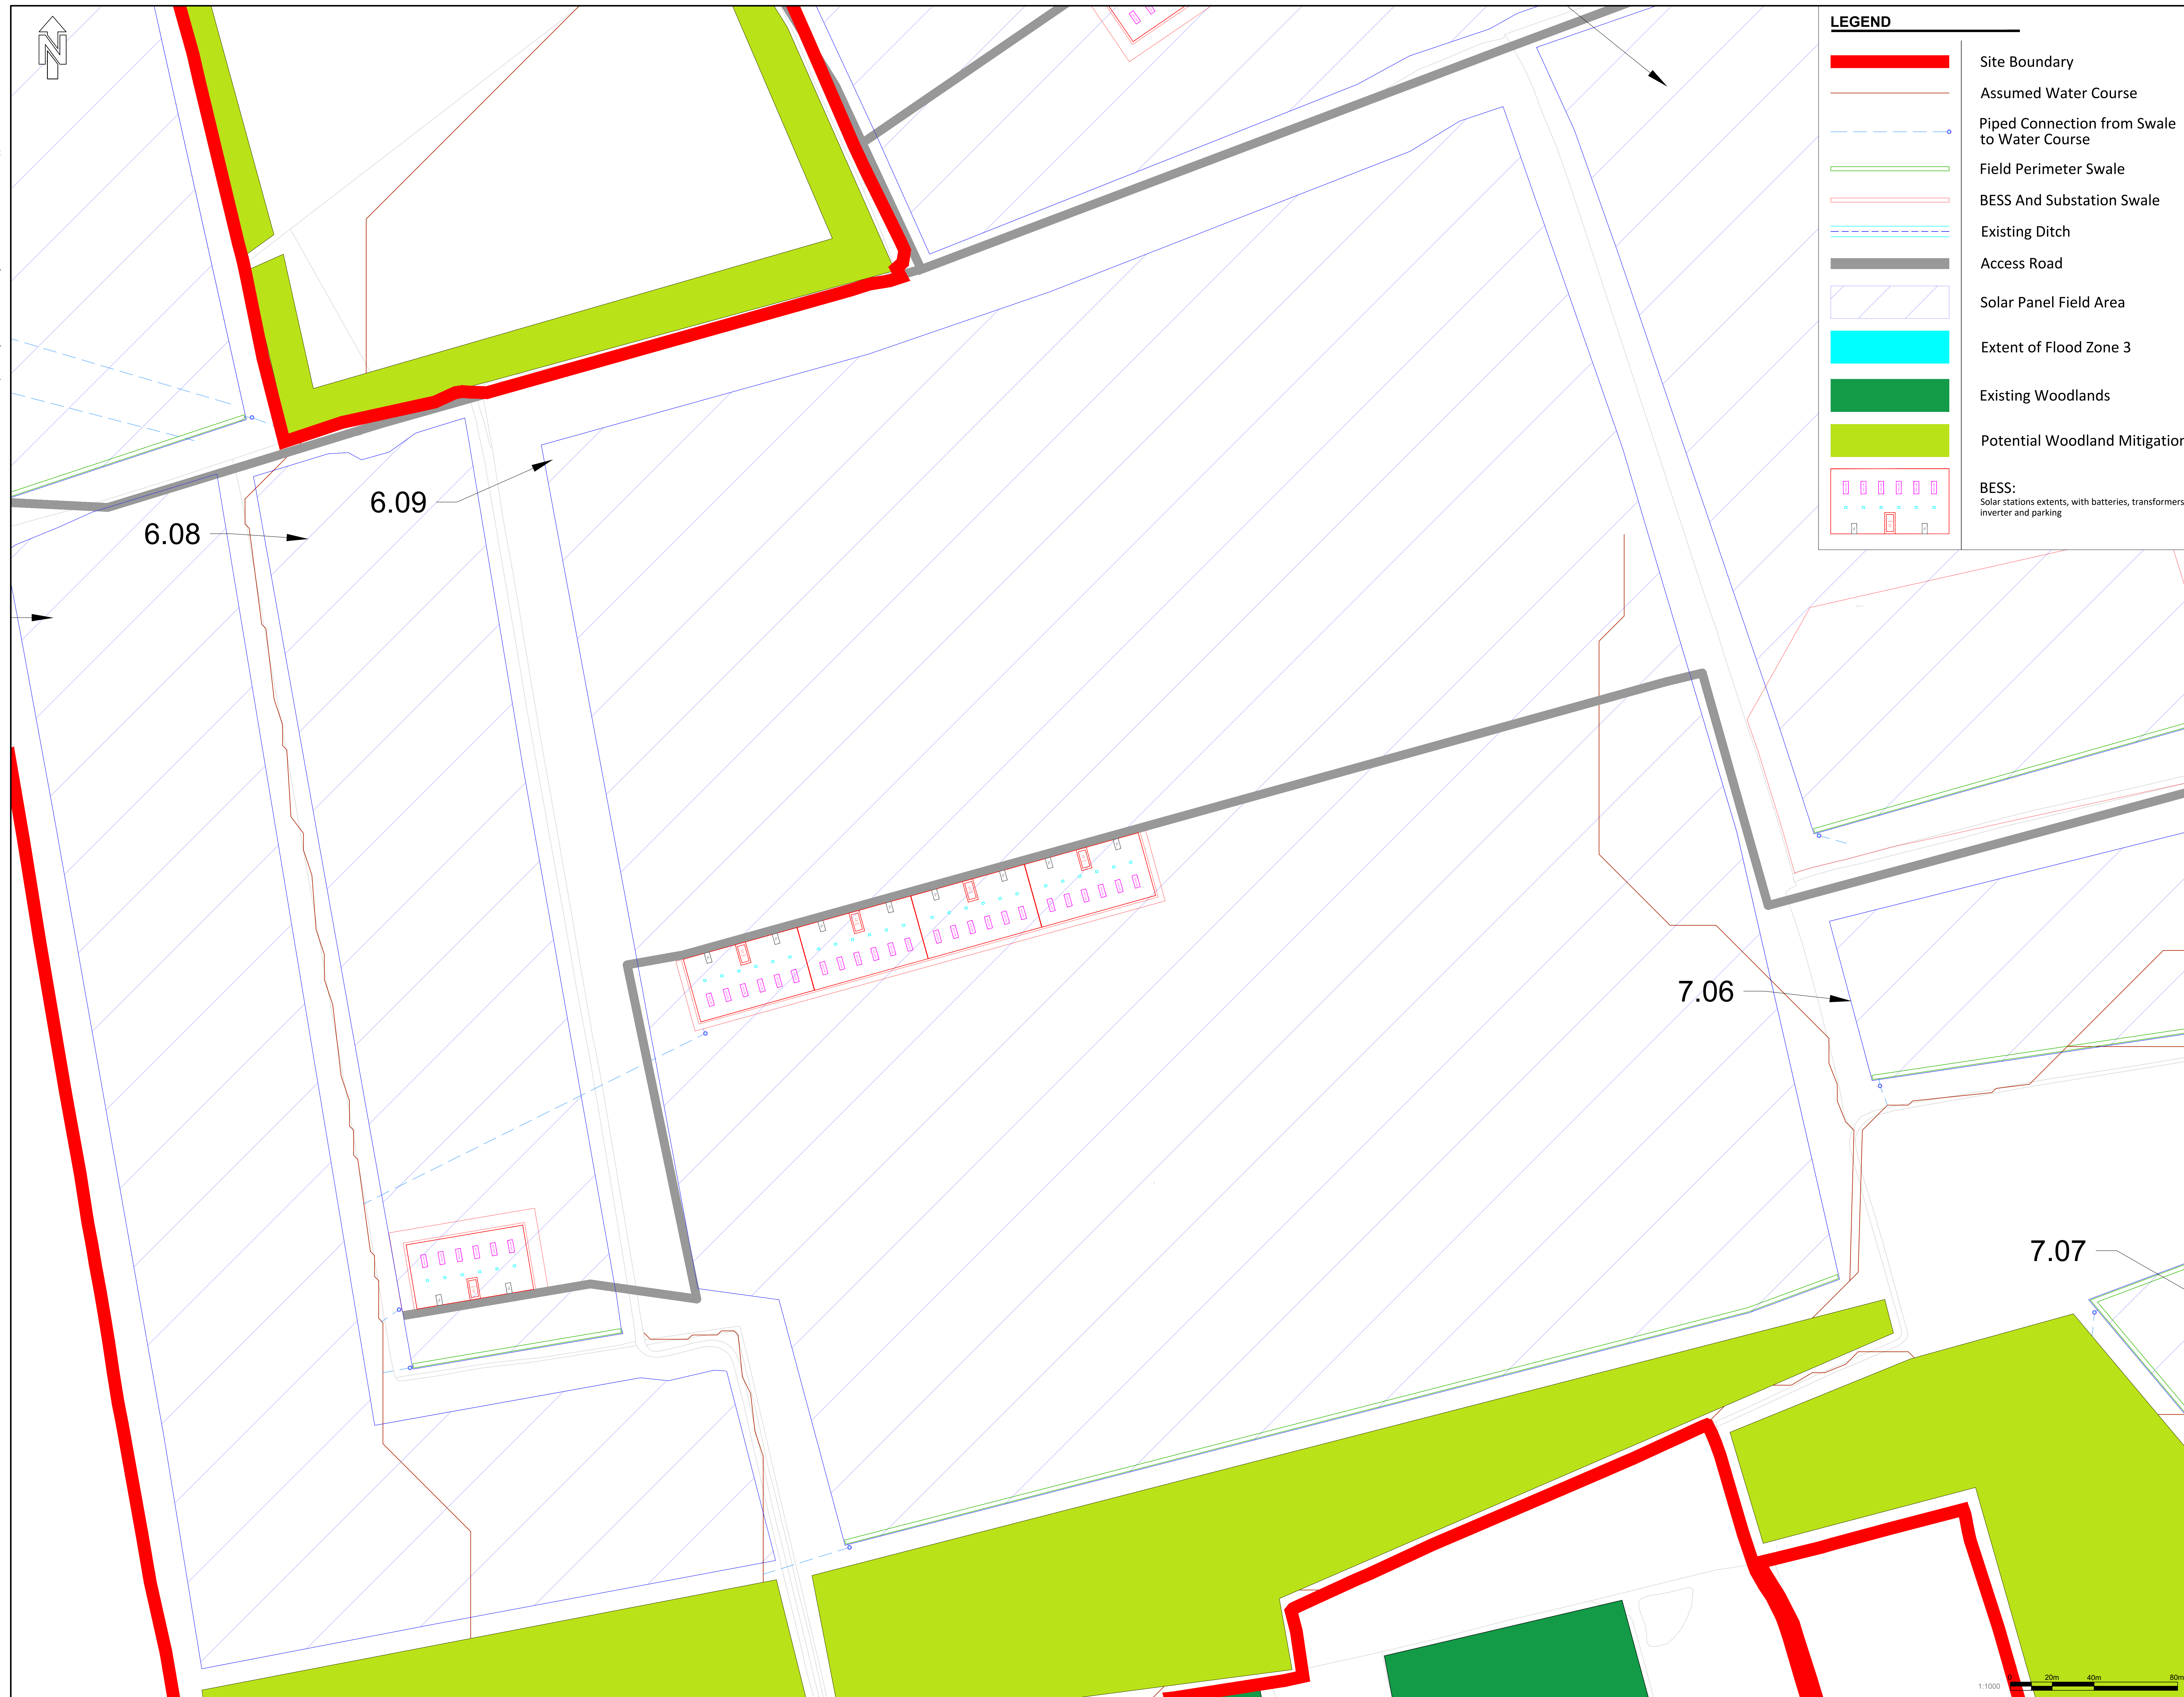 N
LEGEND
Site Boundary
Assumed Water Course
Piped Connection from Swale
to Water Course
Field Perimeter Swale
BESS And Substation Swale
Existing Ditch
Access Road
Solar Panel Field Area
Extent of Flood Zone 3
Existing Woodlands
Potential Woodland Mitigation
BESS:
Solar stations extents, with batteries, transformers
inverter and parking
6.09
6.08
7.06
7.07
0 20m 40m 80m
1:1000